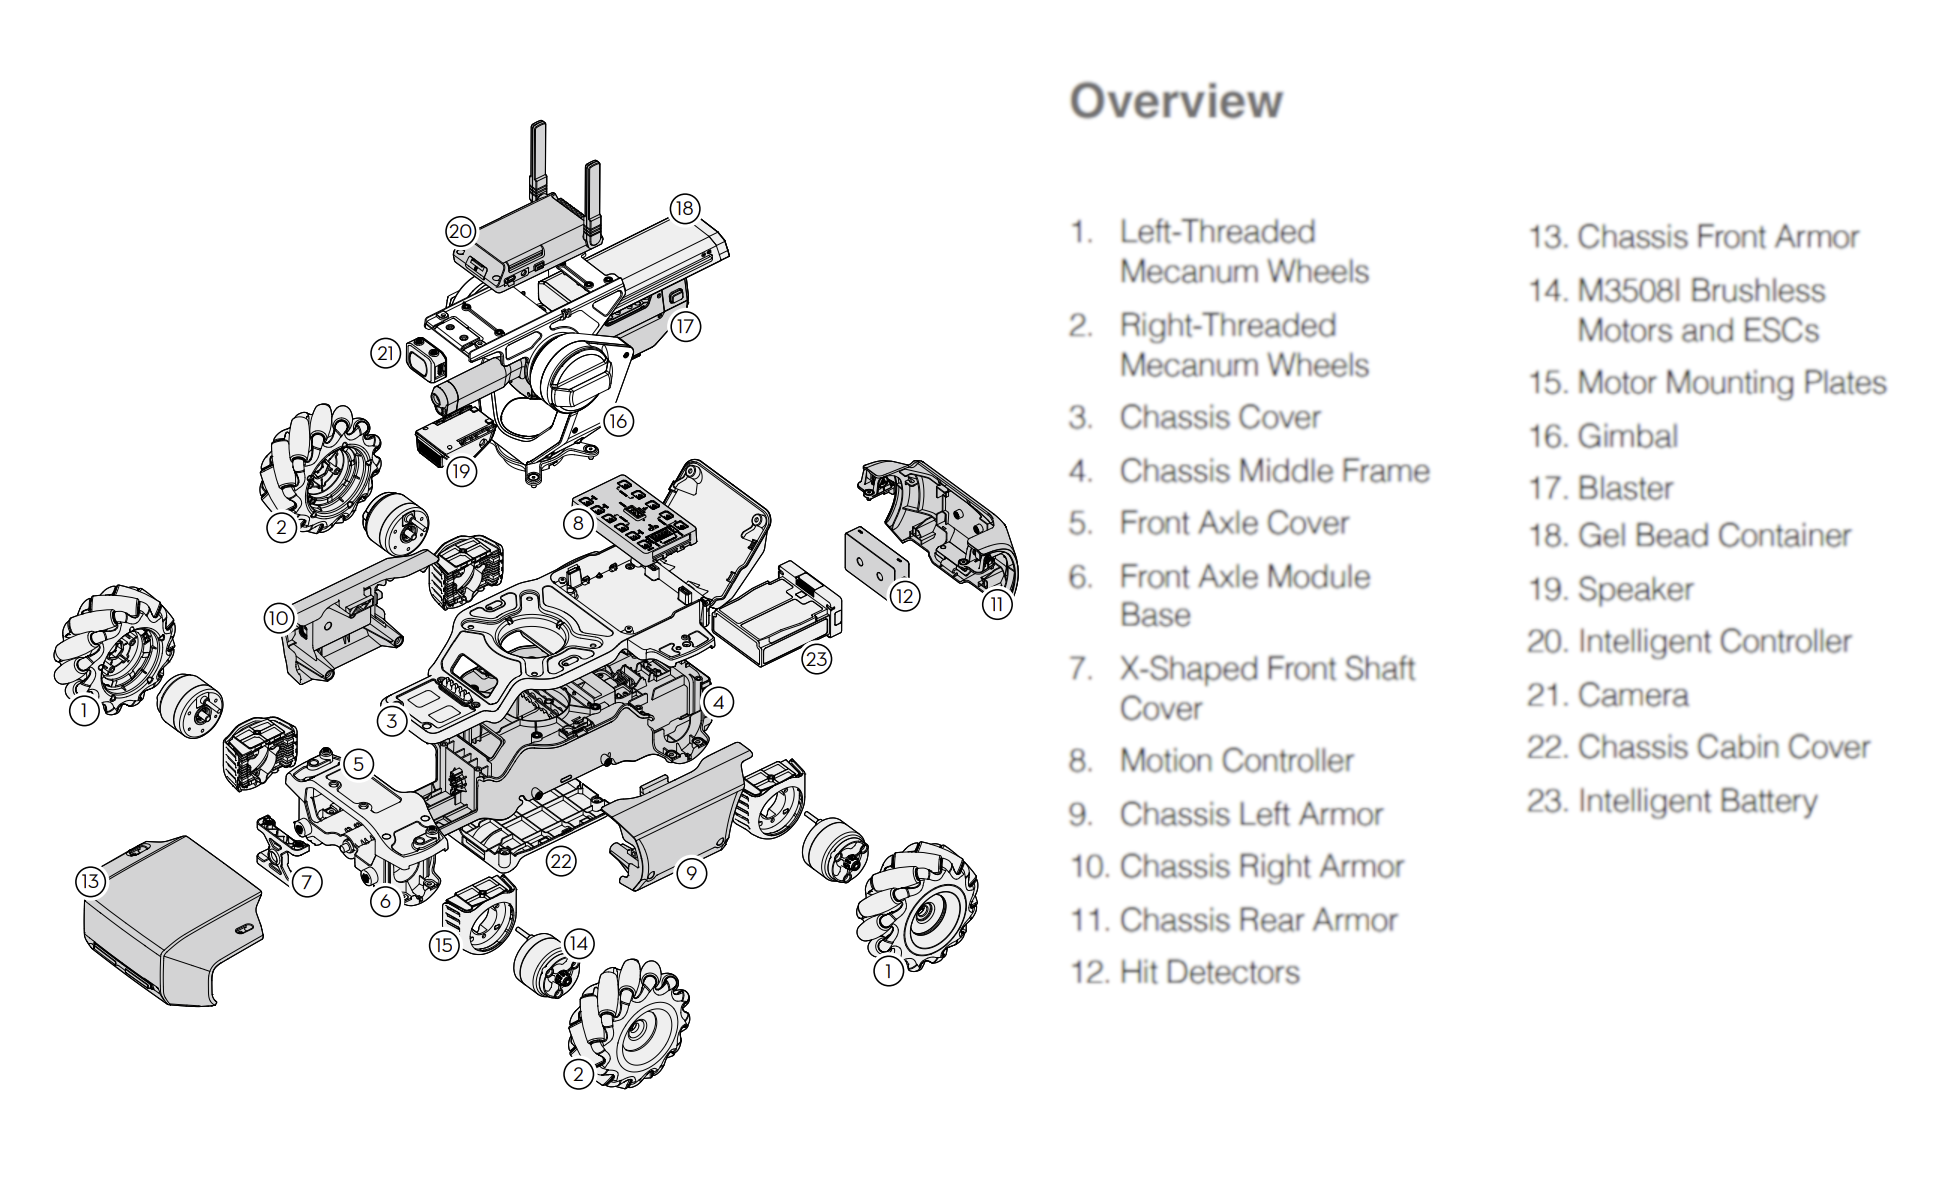 Overview
1. Left-Threaded
Mecanum Wheels
2. Right-Threaded
Mecanum Wheels
3. Chassis Cover
4. Chassis Middle Frame
5. Front Axle Cover
6. Front Axle Module
Base
7. X-Shaped Front Shaft
Cover
8. Motion Controller
9. Chassis Left Armor
10. Chassis Right Armor
11. Chassis Rear Armor
12. Hit Detectors
13. Chassis Front Armor
14. M3508I Brushless
Motors and ESCs
15. Motor Mounting Plates
16. Gimbal
17. Blaster
18. Gel Bead Container
19. Speaker
20. Intelligent Controller
21. Camera
22. Chassis Cabin Cover
23. Intelligent Battery
18
20
17
21
16
19
2
8
12
11
10
23
1
3
4
5
22
9
13
7
6
15
14
1
2